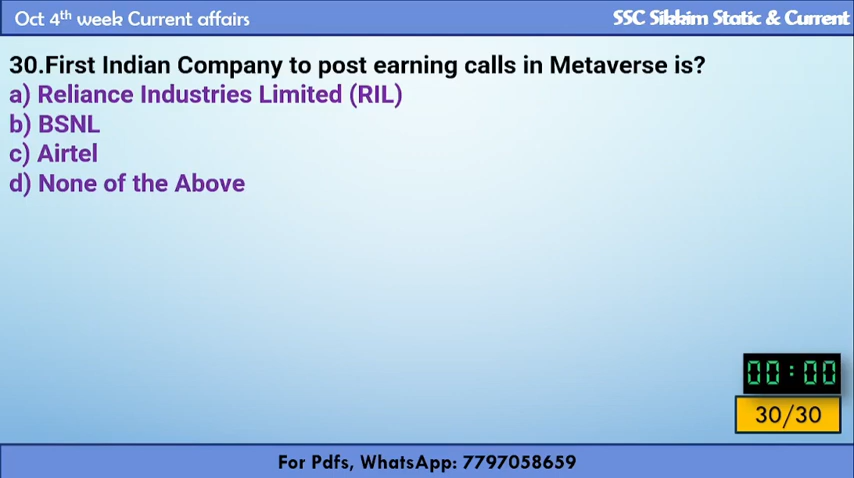 Oct 4th week Current affairs
SSC Sikkim Static & Current
30.First Indian Company to post earning calls in Metaverse is?
a) Reliance Industries Limited (RIL)
b) BSNL
c) Airtel
d) None of the Above
00:00
30/30
For Pdfs, WhatsApp: 7797058659